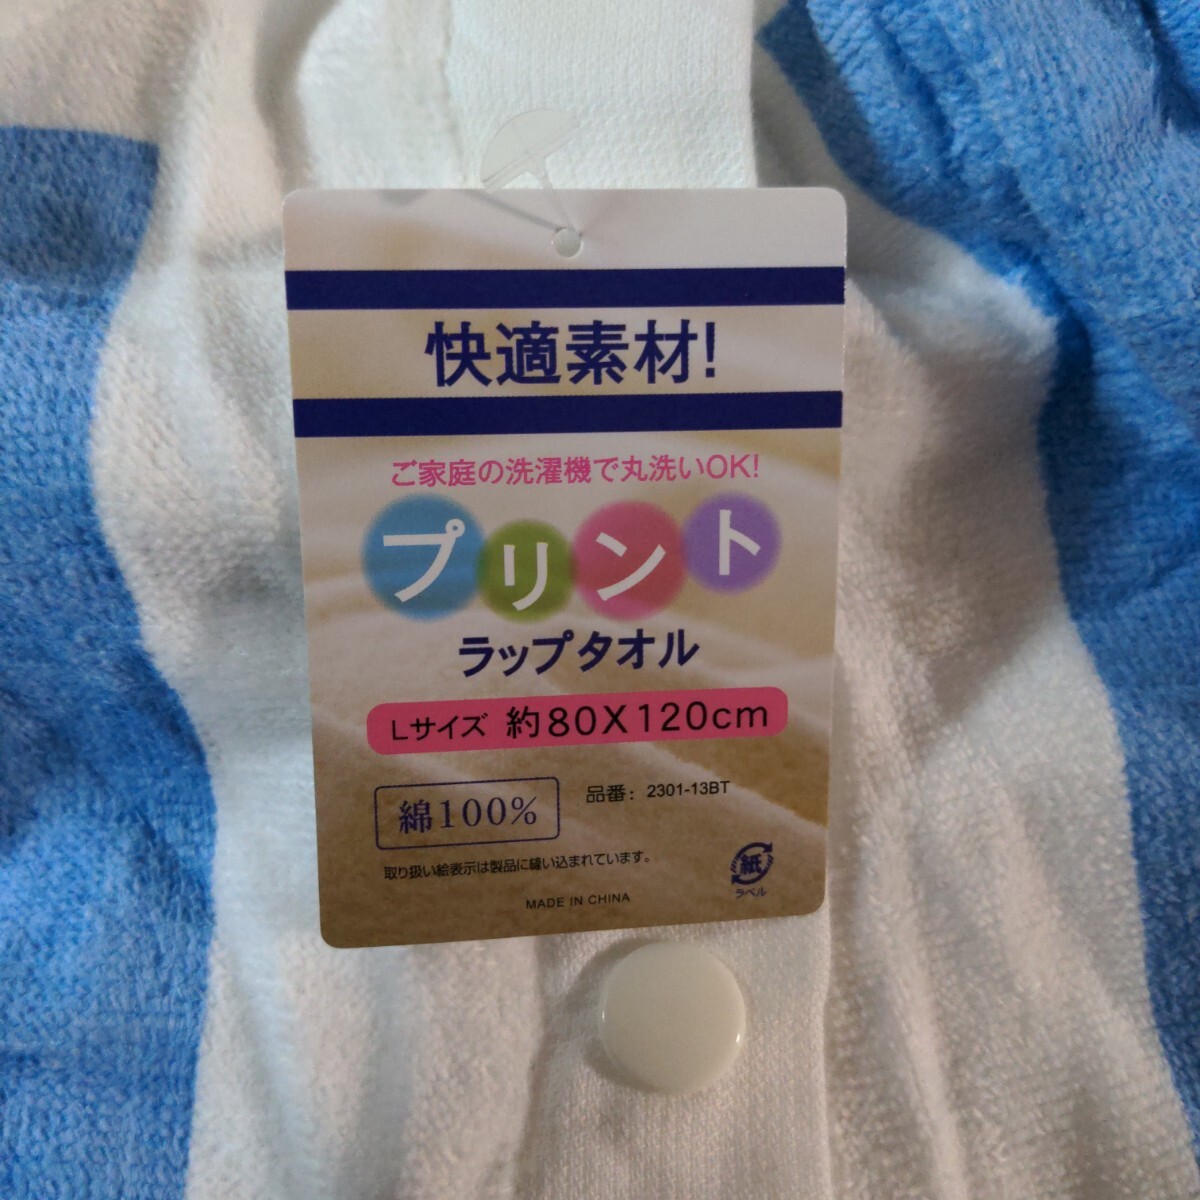 快適素材!
ご家庭の洗濯機で丸洗いOK!
プリント
ラップタオル
Lサイズ 約80X120cm
綿100%
品番：2301-13BT
取り扱い絵表示は製品に縫い込まれています。
紙
ラベル
MADE IN CHINA